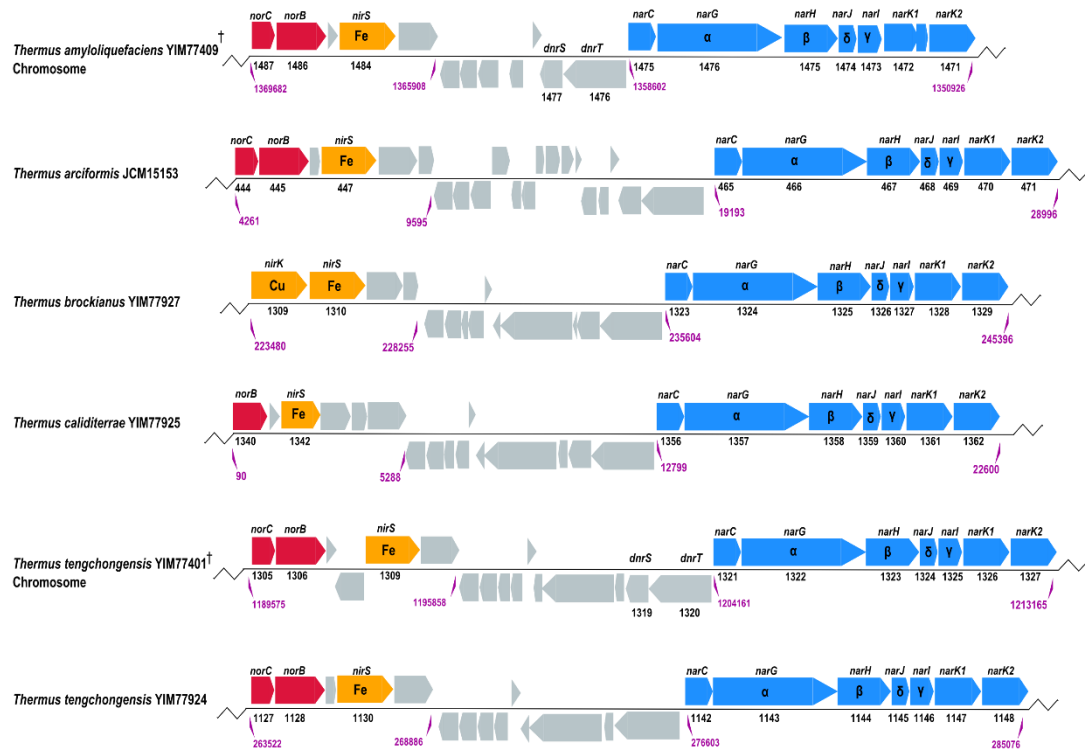 norC norB nirS dnrS dnrT narC narG narH narJ narI narK1 narK2
Thermus amyloliquefaciens YIM77409†
Chromosome
Fe α β δ γ
1487 1486 1484 1477 1476 1475 1476 1475 1474 1473 1472 1471
1369682 1365908 1358602 1350926
norC norB nirS narC narG narH narJ narI narK1 narK2
Thermus arciformis JCM15153
Fe α β δ γ
444 445 447 465 466 467 468 469 470 471
4261 9595 19193 28996
nirK nirS narC narG narH narJ narI narK1 narK2
Thermus brockianus YIM77927
Cu Fe α β δ γ
1309 1310 1323 1324 1325 1326 1327 1328 1329
223480 228255 235604 245396
norB nirS narC narG narH narJ narI narK1 narK2
Thermus caliditerrae YIM77925
Fe α β δ γ
1340 1342 1356 1357 1358 1359 1360 1361 1362
90 5288 12799 22600
norC norB nirS dnrS dnrT narC narG narH narJ narI narK1 narK2
Thermus tengchongensis YIM77401†
Chromosome
Fe α β δ γ
1305 1306 1309 1319 1320 1321 1322 1323 1324 1325 1326 1327
1189575 1195858 1204161 1213165
norC norB nirS narC narG narH narJ narI narK1 narK2
Thermus tengchongensis YIM77924
Fe α β δ γ
1127 1128 1130 1142 1143 1144 1145 1146 1147 1148
263522 268886 276603 285076